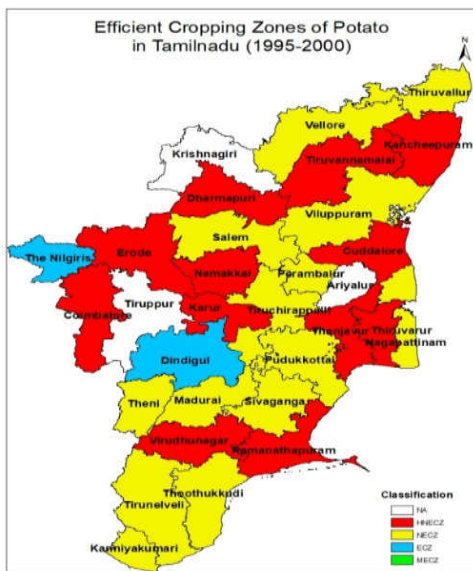 Efficient Cropping Zones of Potato
in Tamilnadu (1995-2000)
N
Thiruvallur
Vellore
Kancheepuram
Krishnagiri
Tiruvannamalai
Dharmapuri
Viluppuram
Salem
The Nilgiris
Erode
Cuddalore
Namakkal
Perambalur
Ariyalur
Tiruppur
Coimbatore
Karur
Tiruchirappalli
Thanjavur
Thiruvarur
Nagapattinam
Dindigul
Pudukkottai
Theni
Madurai
Sivaganga
Virudhunagar
Ramanathapuram
Theothukkudi
Tirunelveli
Kanniyakumari
Classification
NA
HNECZ
NECZ
ECZ
MECZ